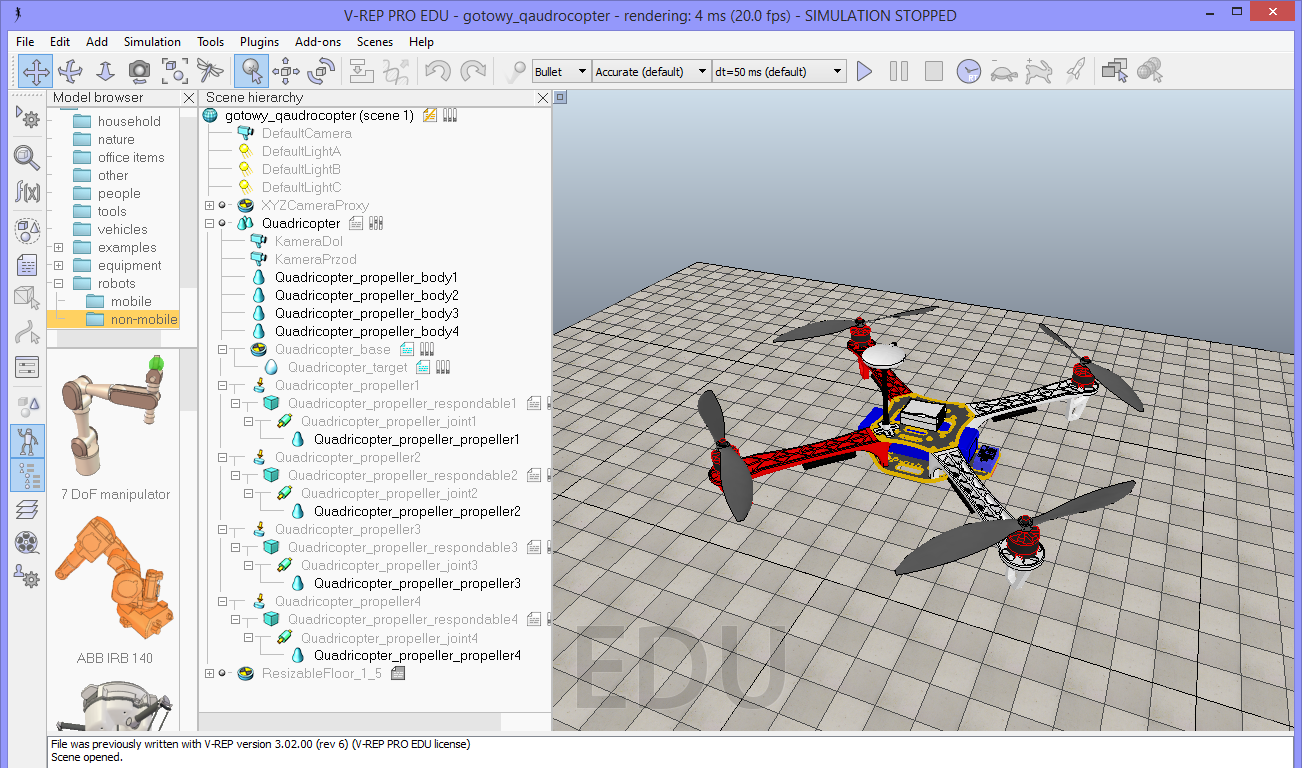 V-REP PRO EDU - gotowy_qaudrocopter - rendering: 4 ms (20.0 fps) - SIMULATION STOPPED
File Edit Add Simulation Tools Plugins Add-ons Scenes Help
Bullet Accurate (default) dt=50 ms (default) RT
Model browser
household
nature
office items
other
people
tools
vehicles
examples
equipment
robots
mobile
non-mobile
7 DoF manipulator
ABB IRB 140
f(x)
Scene hierarchy
gotowy_qaudrocopter (scene 1)
DefaultCamera
DefaultLightA
DefaultLightB
DefaultLightC
XYZCameraProxy
Quadricopter
KameraDol
KameraPrzod
Quadricopter_propeller_body1
Quadricopter_propeller_body2
Quadricopter_propeller_body3
Quadricopter_propeller_body4
Quadricopter_base
Quadricopter_target
Quadricopter_propeller1
Quadricopter_propeller_respondable1
Quadricopter_propeller_joint1
Quadricopter_propeller_propeller1
Quadricopter_propeller2
Quadricopter_propeller_respondable2
Quadricopter_propeller_joint2
Quadricopter_propeller_propeller2
Quadricopter_propeller3
Quadricopter_propeller_respondable3
Quadricopter_propeller_joint3
Quadricopter_propeller_propeller3
Quadricopter_propeller4
Quadricopter_propeller_respondable4
Quadricopter_propeller_joint4
Quadricopter_propeller_propeller4
ResizableFloor_1_5
EDU
File was previously written with V-REP version 3.02.00 (rev 6) (V-REP PRO EDU license)
Scene opened.